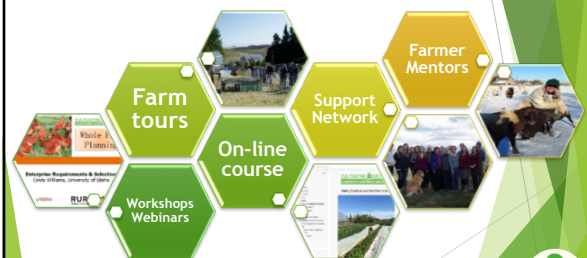 Farmer
Mentors
Farm
tours
Support
Network
On-line
course
Workshops
Webinars
Whole F
Plannin
Enterprise Requirements & Selection
Cinda Williams, University of Idaho
RUR